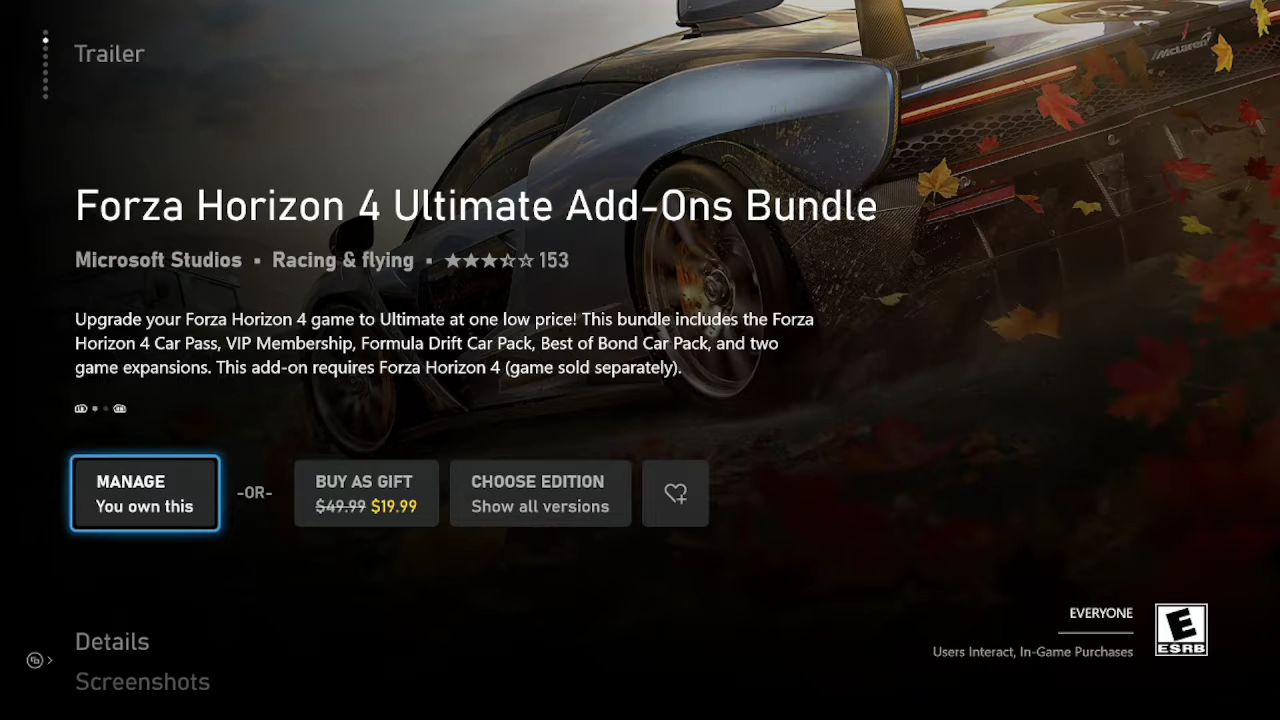 Trailer
McLaren
Forza Horizon 4 Ultimate Add-Ons Bundle
Microsoft Studios ▪ Racing & flying ▪ ★★★☆☆ 153
Upgrade your Forza Horizon 4 game to Ultimate at one low price! This bundle includes the Forza
Horizon 4 Car Pass, VIP Membership, Formula Drift Car Pack, Best of Bond Car Pack, and two
game expansions. This add-on requires Forza Horizon 4 (game sold separately).
MANAGE
You own this
-OR-
BUY AS GIFT
$49.99 $19.99
CHOOSE EDITION
Show all versions
EVERYONE
Users Interact, In-Game Purchases
E
ESRB
Details
Screenshots